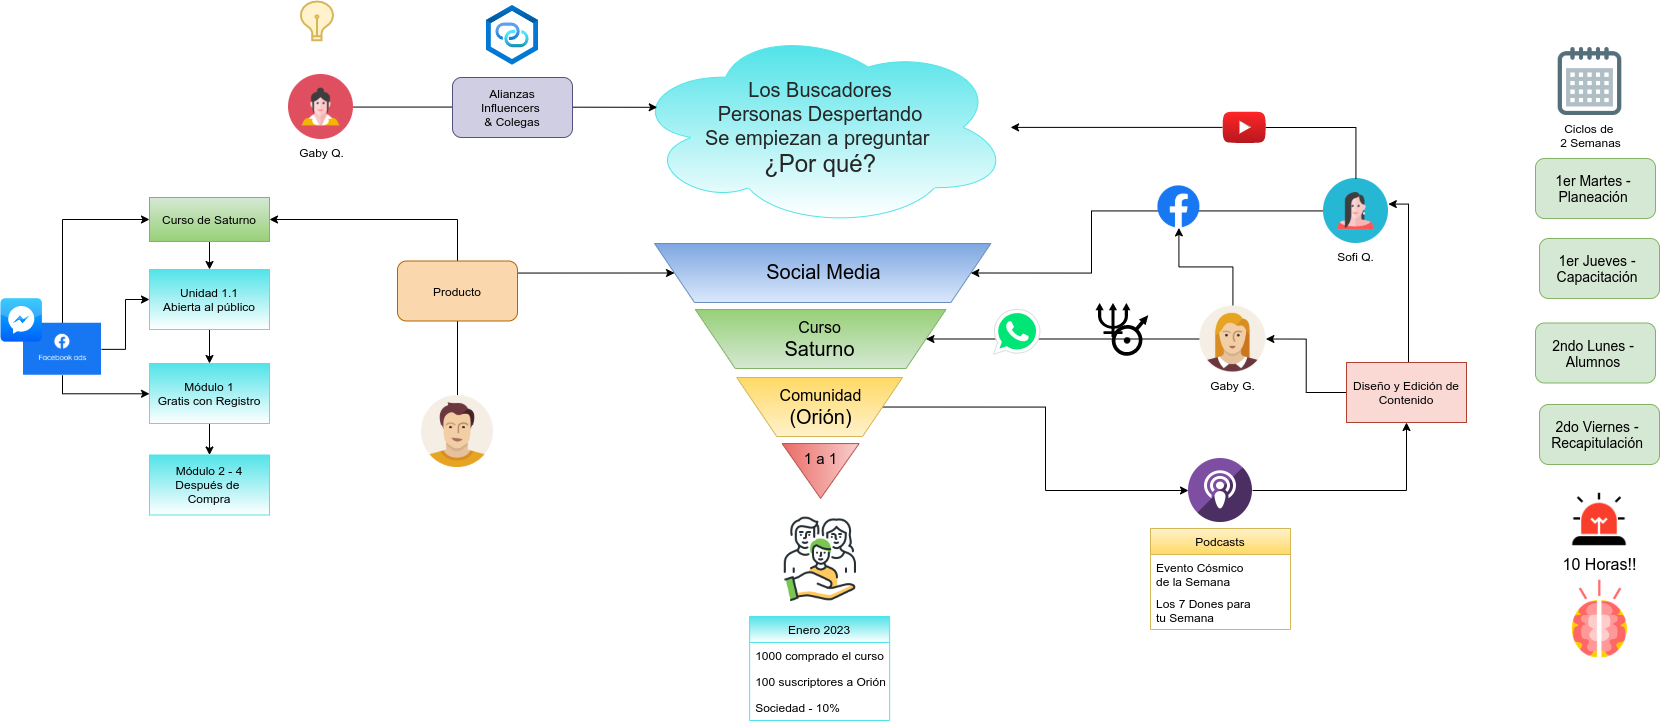 Gaby Q.
Alianzas
Influencers
& Colegas
Los Buscadores
Personas Despertando
Se empiezan a preguntar
¿Por qué?
Sofi Q.
Ciclos de
2 Semanas
1er Martes -
Planeación
1er Jueves -
Capacitación
2ndo Lunes -
Alumnos
2do Viernes -
Recapitulación
10 Horas!!
Curso de Saturno
Unidad 1.1
Abierta al público
Facebook ads
Módulo 1
Gratis con Registro
Módulo 2 - 4
Después de
Compra
Producto
Social Media
Curso
Saturno
Comunidad
(Orión)
1 a 1
Gaby G.
Diseño y Edición de
Contenido
Podcasts
Evento Cósmico
de la Semana
Los 7 Dones para
tu Semana
Enero 2023
1000 comprado el curso
100 suscriptores a Orión
Sociedad - 10%